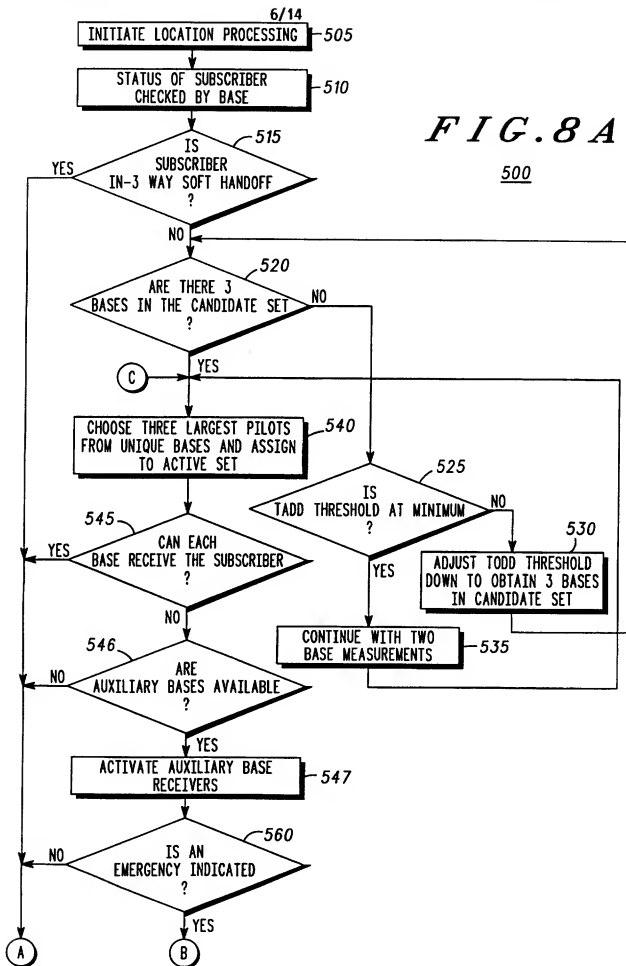 6/14
INITIATE LOCATION PROCESSING
505
STATUS OF SUBSCRIBER
CHECKED BY BASE
510
FIG.8A
500
515
IS
SUBSCRIBER
IN-3 WAY SOFT HANDOFF
?
YES
NO
520
ARE THERE 3
BASES IN THE CANDIDATE SET
?
NO
YES
C
CHOOSE THREE LARGEST PILOTS
FROM UNIQUE BASES AND ASSIGN
TO ACTIVE SET
540
525
IS
TADD THRESHOLD AT MINIMUM
?
NO
YES
530
ADJUST TODD THRESHOLD
DOWN TO OBTAIN 3 BASES
IN CANDIDATE SET
545
CAN EACH
BASE RECEIVE THE SUBSCRIBER
?
YES
NO
CONTINUE WITH TWO
BASE MEASUREMENTS
535
546
ARE
AUXILIARY BASES AVAILABLE
?
NO
YES
ACTIVATE AUXILIARY BASE
RECEIVERS
547
560
IS AN
EMERGENCY INDICATED
?
NO
YES
A
B